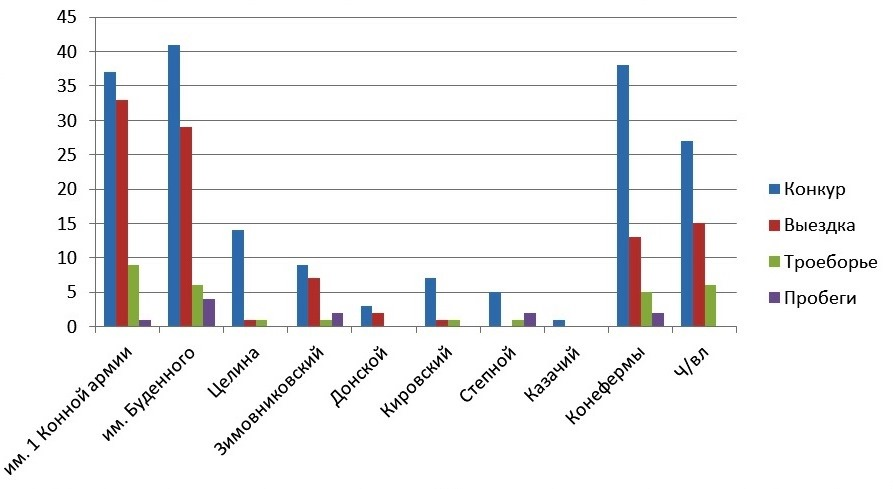 45
40
35
30
25
20
15
10
5
0
им. 1 Конной армии
им. Буденного
Целина
Зимовниковский
Донской
Кировский
Степной
Казачий
Конефермы
Ч/вл
Конкур
Выездка
Троеборье
Пробеги